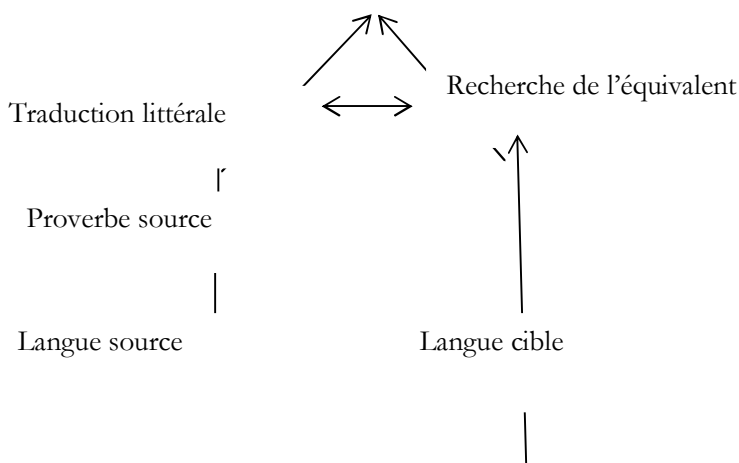 Recherche de l’équivalent
Traduction littérale
Proverbe source
Langue source
Langue cible